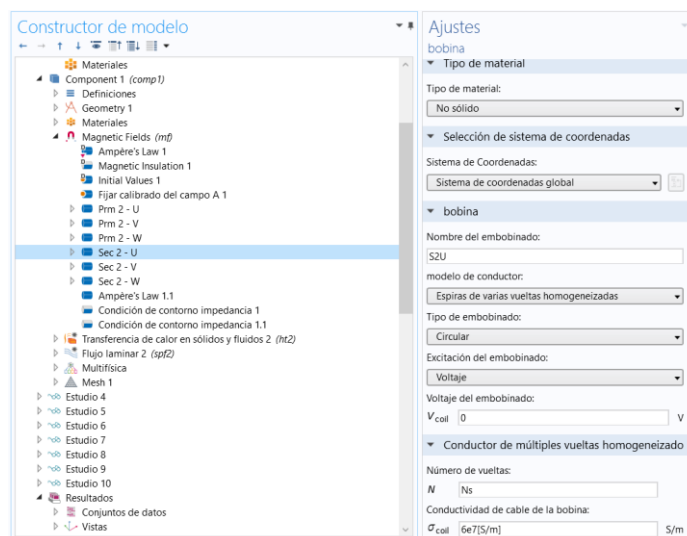 Constructor de modelo
Materiales
Component 1 (comp1)
Definiciones
Geometry 1
Materiales
Magnetic Fields (mf)
Ampère's Law 1
Magnetic Insulation 1
Initial Values 1
Fijar calibrado del campo A 1
Prm 2 - U
Prm 2 - V
Prm 2 - W
Sec 2 - U
Sec 2 - V
Sec 2 - W
Ampère's Law 1.1
Condición de contorno impedancia 1
Condición de contorno impedancia 1.1
Transferencia de calor en sólidos y fluidos 2 (ht2)
Flujo laminar 2 (spf2)
Multifísica
Mesh 1
Estudio 4
Estudio 5
Estudio 6
Estudio 7
Estudio 8
Estudio 9
Estudio 10
Resultados
Conjuntos de datos
Vistas
Ajustes
bobina
Tipo de material
Tipo de material:
No sólido
Selección de sistema de coordenadas
Sistema de Coordenadas:
Sistema de coordenadas global
bobina
Nombre del embobinado:
S2U
modelo de conductor:
Espiras de varias vueltas homogeneizadas
Tipo de embobinado:
Circular
Excitación del embobinado:
Voltaje
Voltaje del embobinado:
Vcoil 0 V
Conductor de múltiples vueltas homogeneizado
Número de vueltas:
N Ns
Conductividad de cable de la bobina:
σcoil 6e7[S/m] S/m